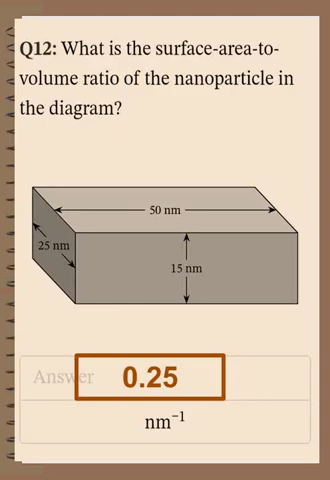 Q12: What is the surface-area-to-
volume ratio of the nanoparticle in
the diagram?
50 nm
25 nm
15 nm
Answer 0.25
nm⁻¹